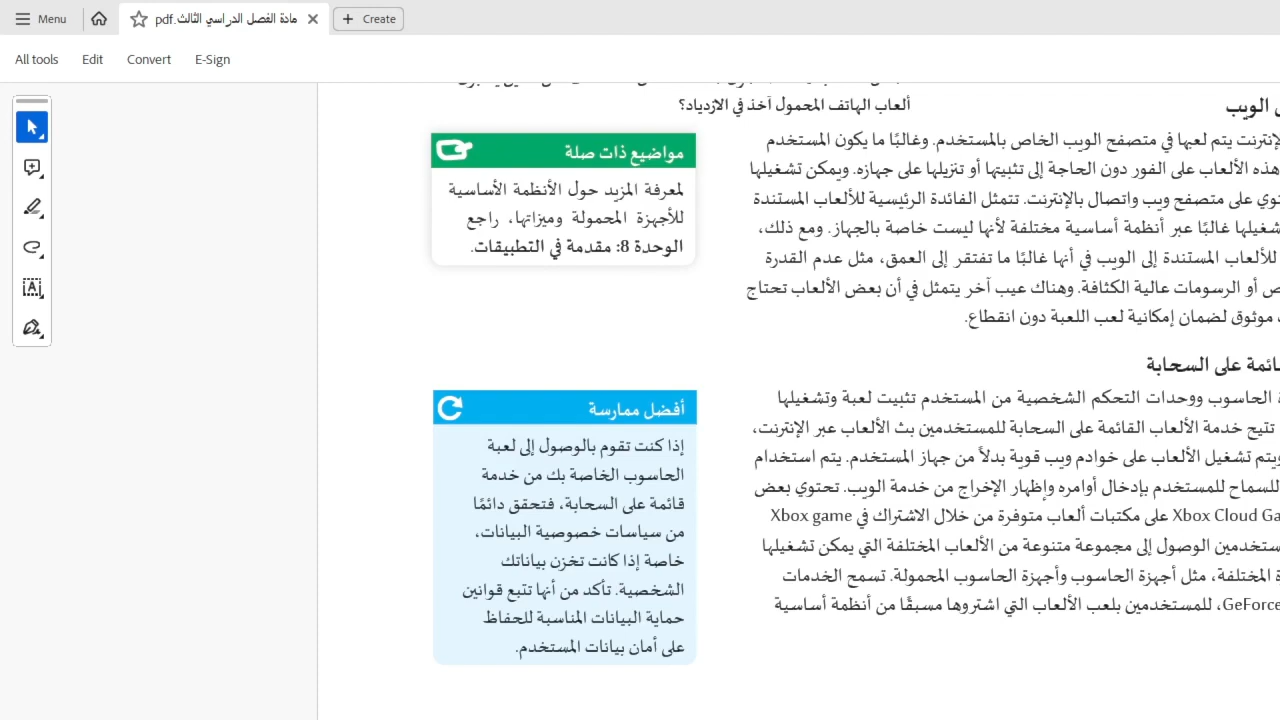 Menu
مادة الفصل الدراسي الثالث.pdf
Create
All tools Edit Convert E-Sign
الويب
لإنترنت يتم لعبها في متصفح الويب الخاص بالمستخدم. وغالبًا ما يكون المستخدم
هذه الألعاب على الفور دون الحاجة إلى تثبيتها أو تنزيلها على جهازه. ويمكن تشغيلها
توي على متصفح ويب واتصال بالإنترنت. تتمثل الفائدة الرئيسية للألعاب المستندة
شغيلها غالبًا عبر أنظمة أساسية مختلفة لأنها ليست خاصة بالجهاز. ومع ذلك،
للألعاب المستندة إلى الويب في أنها غالبًا ما تفتقر إلى العمق، مثل عدم القدرة
ص أو الرسومات عالية الكثافة. وهناك عيب آخر يتمثل في أن بعض الألعاب تحتاج
موثوق لضمان إمكانية لعب اللعبة دون انقطاع.
ائمة على السحابة
ة الحاسوب ووحدات التحكم الشخصية من المستخدم تثبيت لعبة وتشغيلها
تتيح خدمة الألعاب القائمة على السحابة للمستخدمين بث الألعاب عبر الإنترنت،
ويتم تشغيل الألعاب على خوادم ويب قوية بدلاً من جهاز المستخدم. يتم استخدام
للسماح للمستخدم بإدخال أوامره وإظهار الإخراج من خدمة الويب. تحتوي بعض
Xbox Cloud Ga على مكتبات ألعاب متوفرة من خلال الاشتراك في Xbox game
ستخدمين الوصول إلى مجموعة متنوعة من الألعاب المختلفة التي يمكن تشغيلها
ة المختلفة، مثل أجهزة الحاسوب وأجهزة الحاسوب المحمولة. تسمح الخدمات
GeForce، للمستخدمين بلعب الألعاب التي اشتروها مسبقًا من أنظمة أساسية
ألعاب الهاتف المحمول آخذ في الازدياد؟
مواضيع ذات صلة
لمعرفة المزيد حول الأنظمة الأساسية
للأجهزة المحمولة وميزاتها، راجع
الوحدة 8: مقدمة في التطبيقات.
أفضل ممارسة
إذا كنت تقوم بالوصول إلى لعبة
الحاسوب الخاصة بك من خدمة
قائمة على السحابة، فتحقق دائمًا
من سياسات خصوصية البيانات،
خاصة إذا كانت تخزن بياناتك
الشخصية. تأكد من أنها تتبع قوانين
حماية البيانات المناسبة للحفاظ
على أمان بيانات المستخدم.